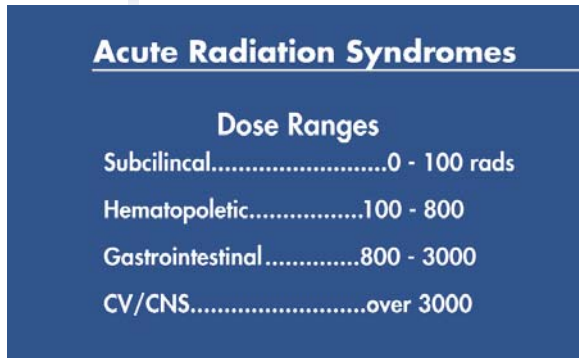 Acute Radiation Syndromes
Dose Ranges
Subcilincal...........................0 - 100 rads
Hematopoletic..................100 - 800
Gastrointestinal...............800 - 3000
CV/CNS...........................over 3000